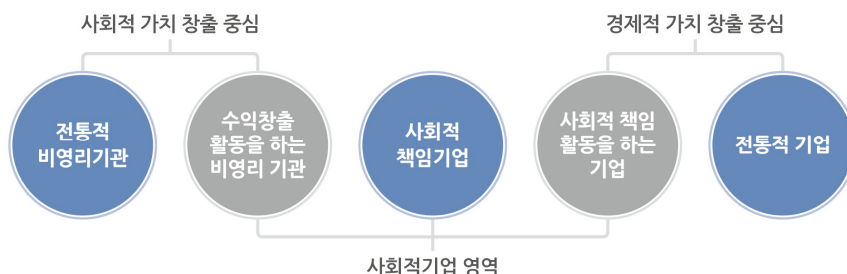 사회적 가치 창출 중심
경제적 가치 창출 중심
전통적
비영리기관
수익창출
활동을 하는
비영리 기관
사회적
책임기업
사회적 책임
활동을 하는
기업
전통적 기업
사회적기업 영역